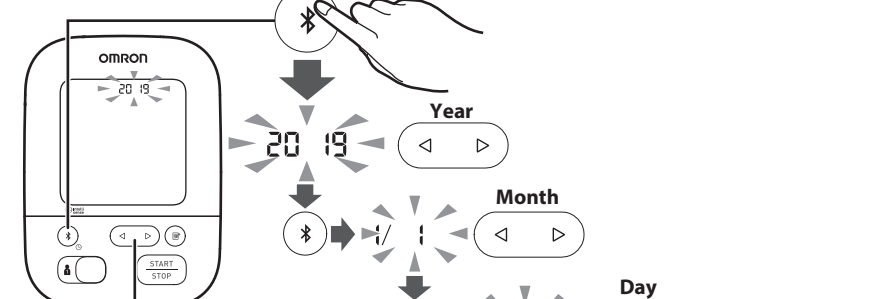 OMRON
20 19
Year
20 19
Month
1/ 1
START
STOP
Day